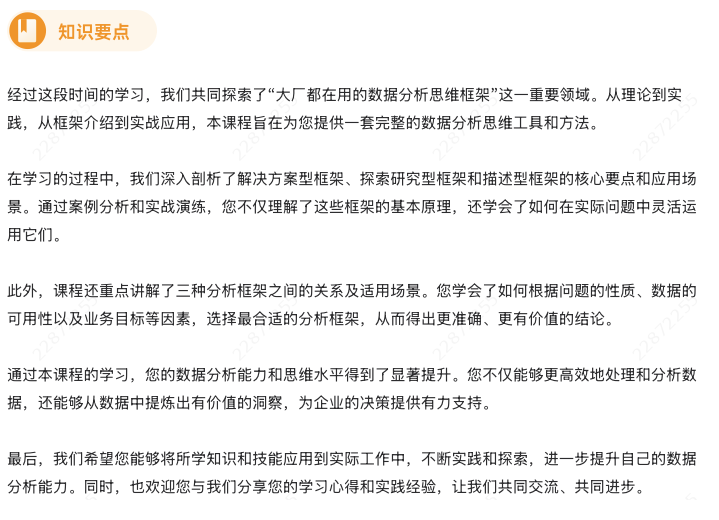 知识要点
经过这段时间的学习，我们共同探索了“大厂都在用的数据分析思维框架”这一重要领域。从理论到实
践，从框架介绍到实战应用，本课程旨在为您提供一套完整的数据分析思维工具和方法。
在学习的过程中，我们深入剖析了解决方案型框架、探索研究型框架和描述型框架的核心要点和应用场
景。通过案例分析和实战演练，您不仅理解了这些框架的基本原理，还学会了如何在实际问题中灵活运
用它们。
此外，课程还重点讲解了三种分析框架之间的关系及适用场景。您学会了如何根据问题的性质、数据的
可用性以及业务目标等因素，选择最合适的分析框架，从而得出更准确、更有价值的结论。
通过本课程的学习，您的数据分析能力和思维水平得到了显著提升。您不仅能够更高效地处理和分析数
据，还能够从数据中提炼出有价值的洞察，为企业的决策提供有力支持。
最后，我们希望您能够将所学知识和技能应用到实际工作中，不断实践和探索，进一步提升自己的数据
分析能力。同时，也欢迎您与我们分享您的学习心得和实践经验，让我们共同交流、共同进步。